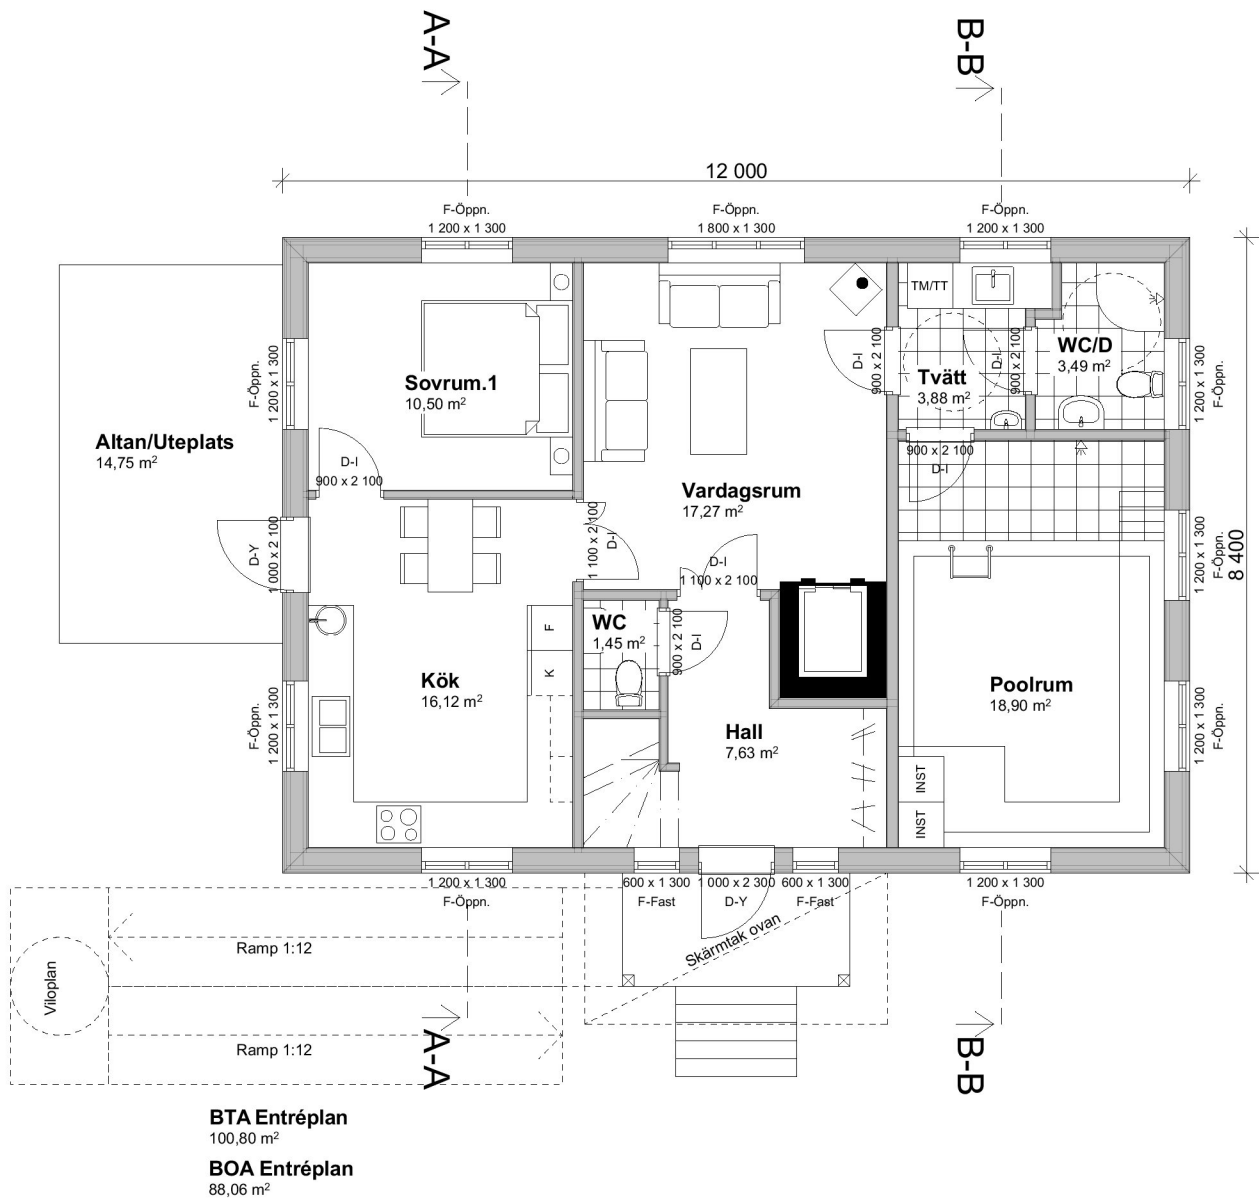 A-A
B-B
12 000
F-Öppn.
1 200 x 1 300
F-Öppn.
1 800 x 1 300
F-Öppn.
1 200 x 1 300
TM/TT
F-Öppn.
1 200 x 1 300
Sovrum.1
10,50 m²
D-I
900 x 2 100
Tvätt
3,88 m²
D-I
900 x 2 100
WC/D
3,49 m²
F-Öppn.
1 200 x 1 300
Altan/Uteplats
14,75 m²
D-I
900 x 2 100
900 x 2 100
D-I
Vardagsrum
17,27 m²
D-Y
1 000 x 2 100
1 100 x 2 100
D-I
D-I
1 100 x 2 100
1 200 x 1 300
F-Öppn.
8 400
WC
1,45 m²
900 x 2 100
D-I
F
K
Kök
16,12 m²
Poolrum
18,90 m²
F-Öppn.
1 200 x 1 300
Hall
7,63 m²
1 200 x 1 300
F-Öppn.
INST
INST
1 200 x 1 300
F-Öppn.
600 x 1 300
F-Fast
1 000 x 2 300
D-Y
600 x 1 300
F-Fast
1 200 x 1 300
F-Öppn.
Skärmtak ovan
Ramp 1:12
Viloplan
Ramp 1:12
A-A
B-B
BTA Entréplan
100,80 m²
BOA Entréplan
88,06 m²